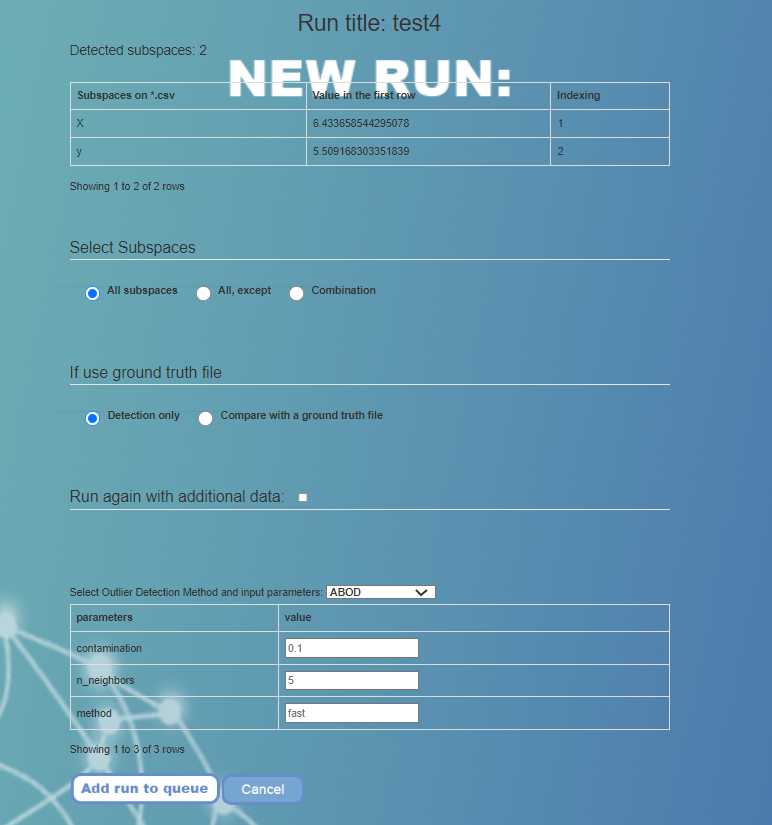 Run title: test4
Detected subspaces: 2
NEW RUN:
Subspaces on *.csv Value in the first row Indexing
X 6.433658544295078 1
y 5.509168303351839 2
Showing 1 to 2 of 2 rows
Select Subspaces
All subspaces All, except Combination
If use ground truth file
Detection only Compare with a ground truth file
Run again with additional data:
Select Outlier Detection Method and input parameters: ABOD
parameters value
contamination 0.1
n_neighbors 5
method fast
Showing 1 to 3 of 3 rows
Add run to queue Cancel